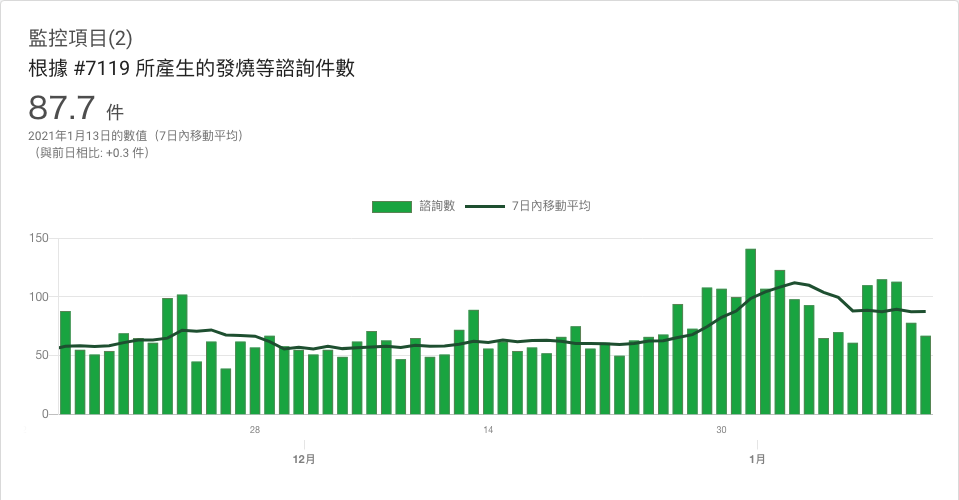 監控項目(2)
根據 #7119 所產生的發燒等諮詢件數
87.7 件
2021年1月13日的數值（7日內移動平均）
（與前日相比: +0.3 件）
諮詢數 7日內移動平均
150
100
50
0
28 14 30
12月 1月